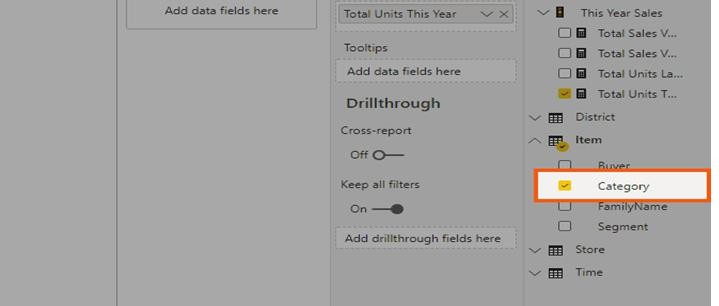 Add data fields here
Total Units This Year
Tooltips
Add data fields here
Drillthrough
Cross-report
Off
Keep all filters
On
Add drillthrough fields here
This Year Sales
Total Sales V...
Total Sales V...
Total Units La...
Total Units T...
District
Item
Buyer
Category
FamilyName
Segment
Store
Time